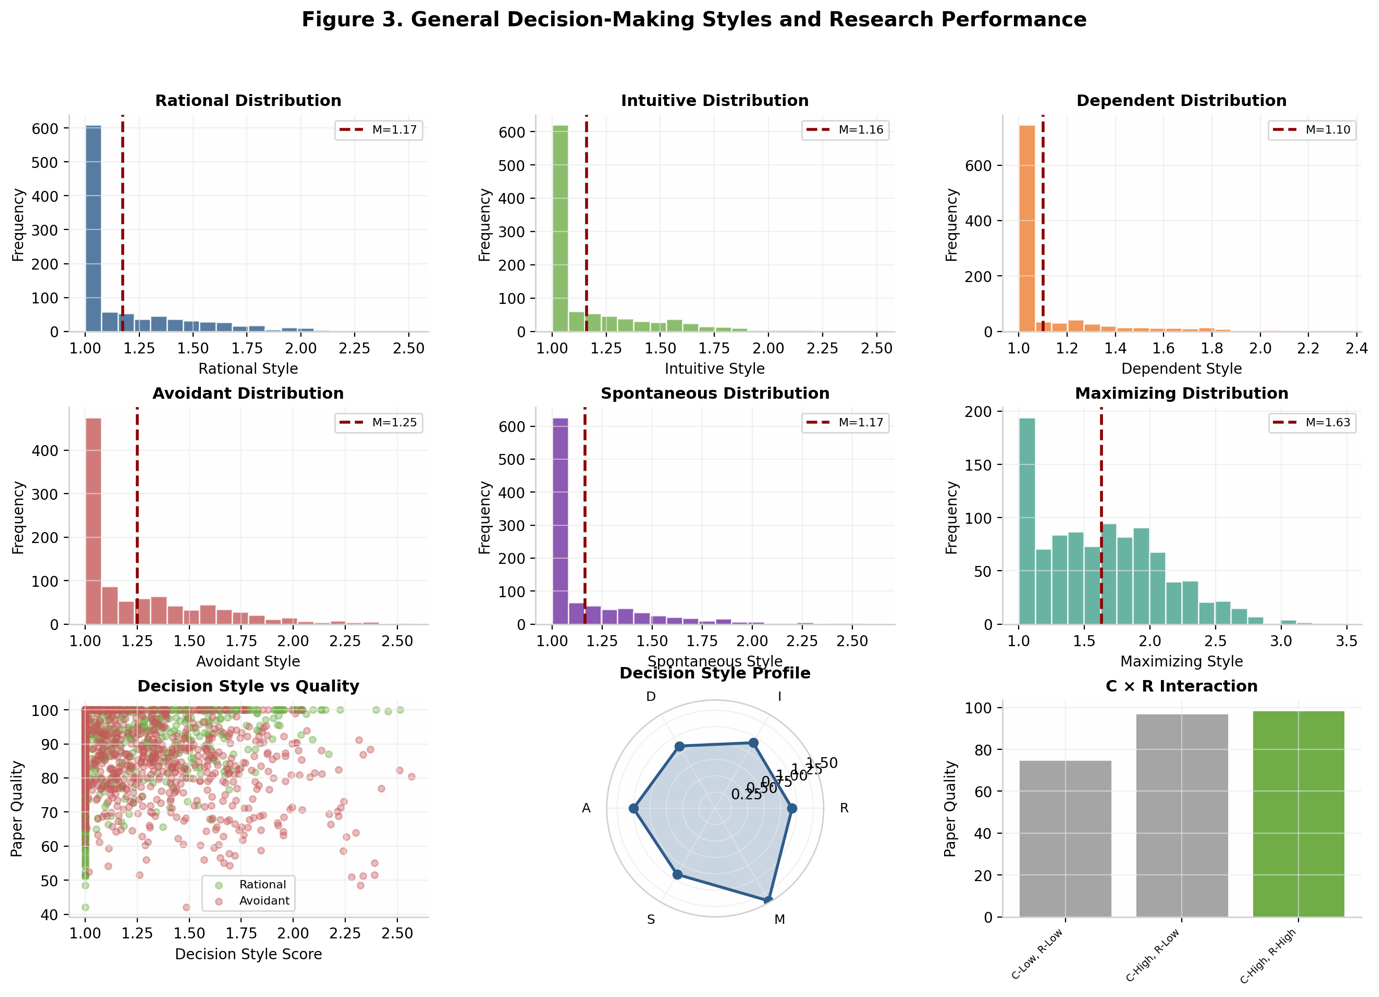 Figure 3. General Decision-Making Styles and Research Performance
Rational Distribution
M=1.17
Frequency
600
500
400
300
200
100
0
1.00 1.25 1.50 1.75 2.00 2.25 2.50
Rational Style
Intuitive Distribution
M=1.16
Frequency
600
500
400
300
200
100
0
1.00 1.25 1.50 1.75 2.00 2.25 2.50
Intuitive Style
Dependent Distribution
M=1.10
Frequency
600
400
200
0
1.0 1.2 1.4 1.6 1.8 2.0 2.2 2.4
Dependent Style
Avoidant Distribution
M=1.25
Frequency
400
300
200
100
0
1.00 1.25 1.50 1.75 2.00 2.25 2.50
Avoidant Style
Spontaneous Distribution
M=1.17
Frequency
600
500
400
300
200
100
0
1.00 1.25 1.50 1.75 2.00 2.25 2.50
Spontaneous Style
Maximizing Distribution
M=1.63
Frequency
200
150
100
50
0
1.0 1.5 2.0 2.5 3.0 3.5
Maximizing Style
Decision Style vs Quality
Paper Quality
100
90
80
70
60
50
40
Rational
Avoidant
1.00 1.25 1.50 1.75 2.00 2.25 2.50
Decision Style Score
Decision Style Profile
D
I
A
R
S
M
0.25
0.50
0.75
1.00
1.25
1.50
C × R Interaction
Paper Quality
100
80
60
40
20
0
C-Low, R-Low
C-High, R-Low
C-High, R-High